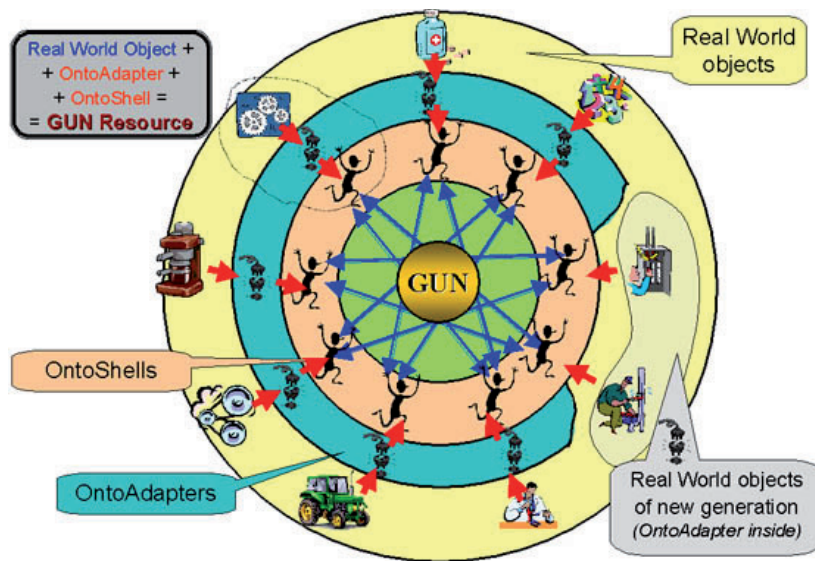 Real World Object +
+ OntoAdapter +
+ OntoShell =
= GUN Resource
Real World
objects
GUN
OntoShells
OntoAdapters
Real World objects
of new generation
(OntoAdapter inside)